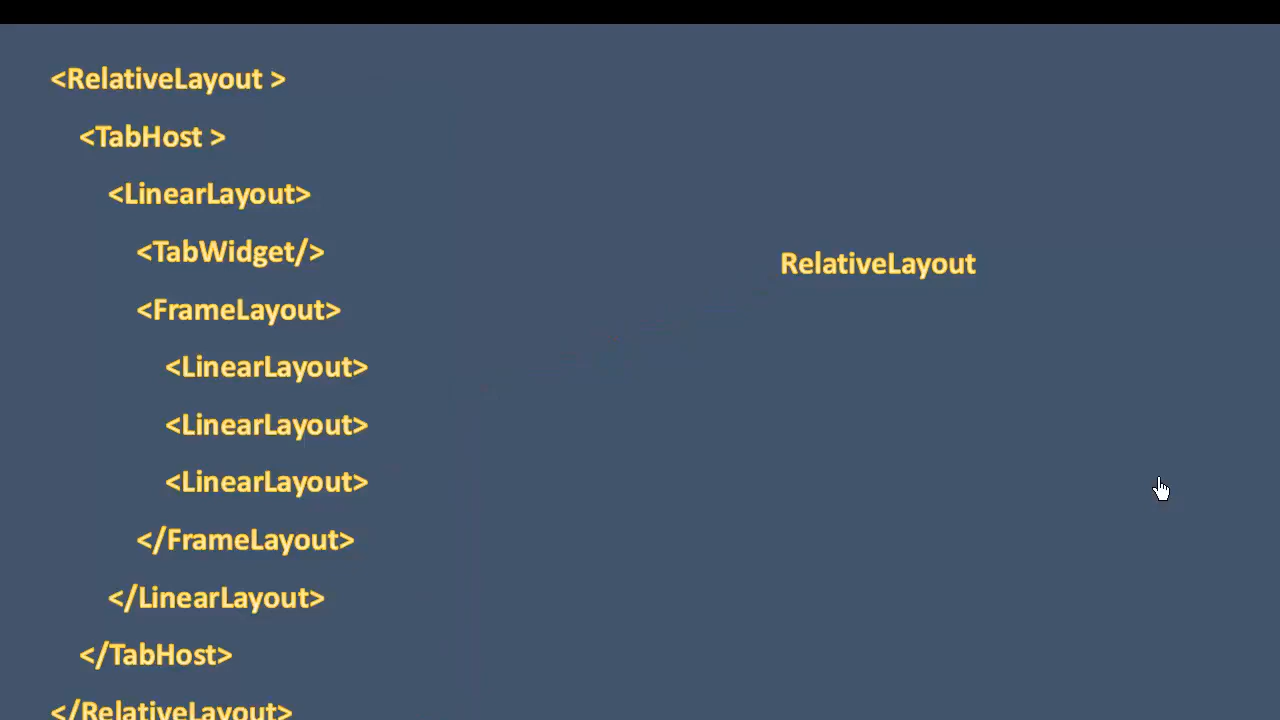 <RelativeLayout >
<TabHost >
<LinearLayout>
<TabWidget/>
<FrameLayout>
<LinearLayout>
<LinearLayout>
<LinearLayout>
</FrameLayout>
</LinearLayout>
</TabHost>
</RelativeLayout>
RelativeLayout